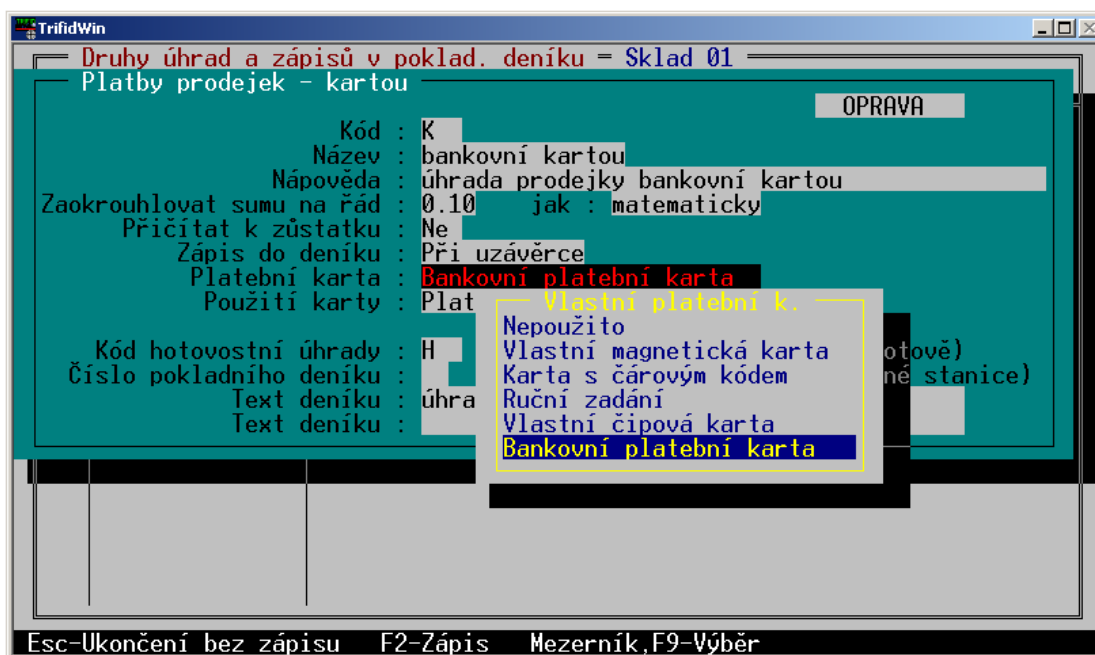 TrifidWin
Druhy úhrad a zápisů v poklad. deníku = Sklad 01
Platby prodejek - kartou
OPRAVA
Kód : K
Název : bankovní kartou
Nápověda : úhrada prodejky bankovní kartou
Zaokrouhlovat sumu na řád : 0.10 jak : matematicky
Přičítat k zůstatku : Ne
Zápis do deníku : Při uzávěrce
Platební karta : Bankovní platební karta
Použití karty : Plat
Vlastní platební k.
Nepoužito
Vlastní magnetická karta
Karta s čárovým kódem
Ruční zadání
Vlastní čipová karta
Bankovní platební karta
Kód hotovostní úhrady : H otově)
Číslo pokladního deníku : né stanice)
Text deníku : úhra
Text deníku :
Esc-Ukončení bez zápisu F2-Zápis Mezerník,F9-Výběr